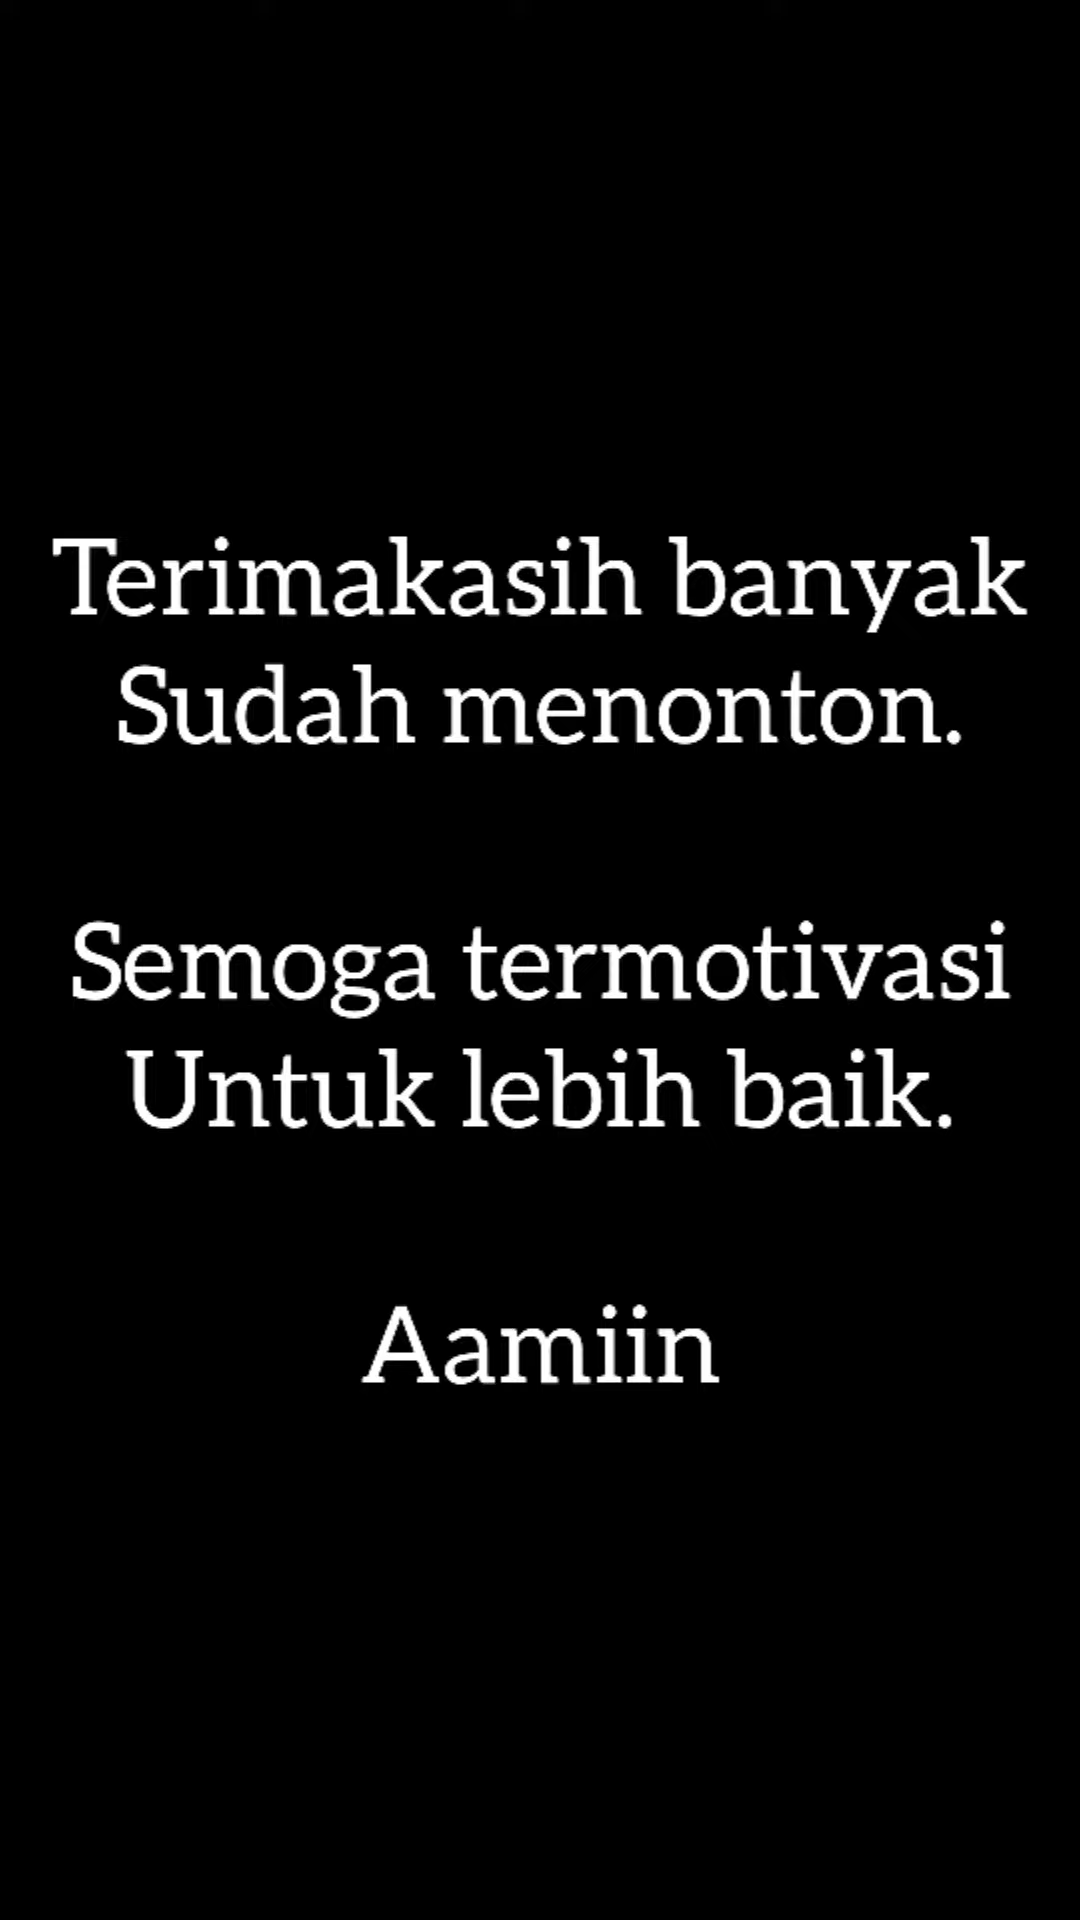 Terimakasih banyak
Sudah menonton.
Semoga termotivasi
Untuk lebih baik.
Aamiin